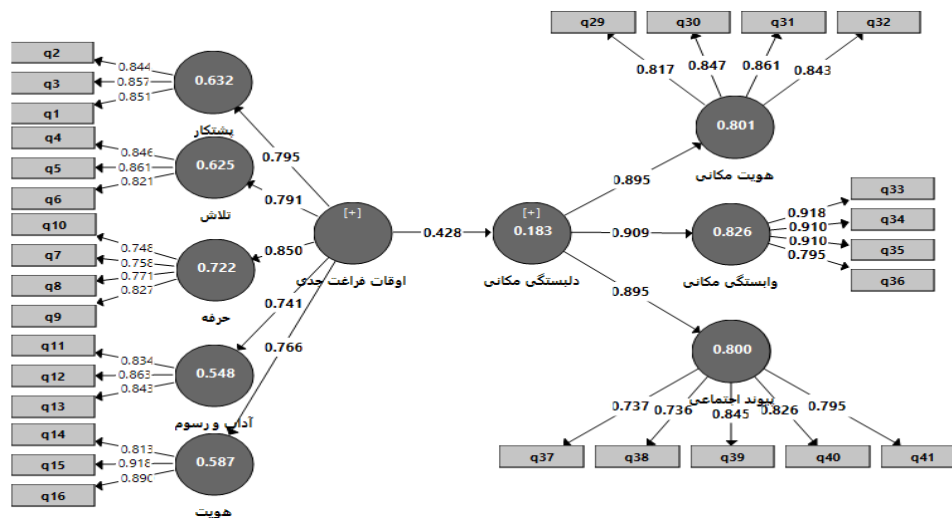 q2
q3
q1
0.844
0.857
0.851
0.632
پشتکار
q4
q5
q6
0.846
0.861
0.821
0.625
تلاش
q10
q7
q8
q9
0.748
0.758
0.771
0.827
0.722
حرفه
q11
q12
q13
0.834
0.863
0.843
0.548
آداب و رسوم
q14
q15
q16
0.813
0.918
0.890
0.587
هویت
0.795
0.791
0.850
0.741
0.766
[+]
اوقات فراغت جدی
0.428
[+]
0.183
دلبستگی مکانی
0.895
0.909
0.895
q29
q30
q31
q32
0.817
0.847
0.861
0.843
0.801
هویت مکانی
q33
q34
q35
q36
0.918
0.910
0.910
0.795
0.826
وابستگی مکانی
0.800
پیوند اجتماعی
0.737
0.736
0.845
0.826
0.795
q37
q38
q39
q40
q41